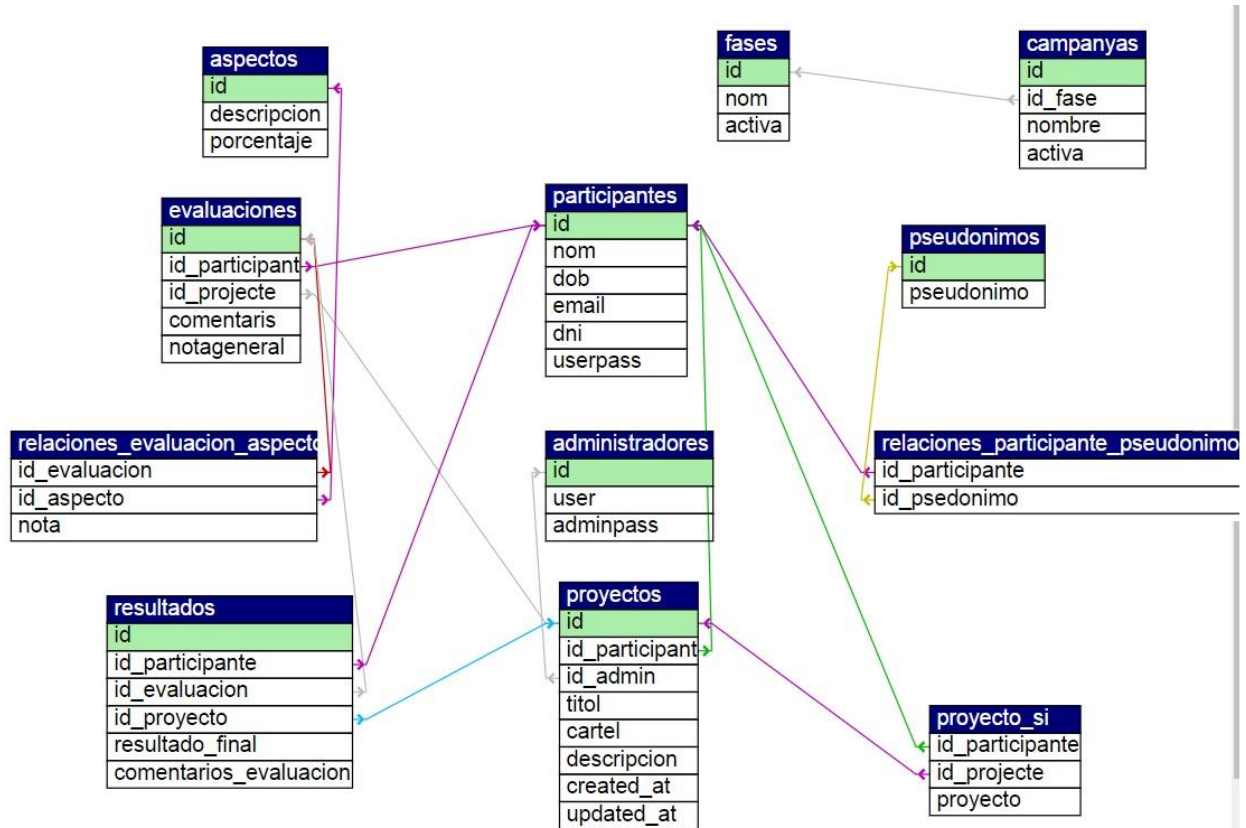 aspectos
id
descripcion
porcentaje
fases
id
nom
activa
campanyas
id
id_fase
nombre
activa
evaluaciones
id
id_participant
id_projecte
comentaris
notageneral
participantes
id
nom
dob
email
dni
userpass
pseudonimos
id
pseudonimo
relaciones_evaluacion_aspecto
id_evaluacion
id_aspecto
nota
administradores
id
user
adminpass
relaciones_participante_pseudonimo
id_participante
id_psedonimo
resultados
id
id_participante
id_evaluacion
id_proyecto
resultado_final
comentarios_evaluacion
proyectos
id
id_participant
id_admin
titol
cartel
descripcion
created_at
updated_at
proyecto_si
id_participante
id_projecte
proyecto